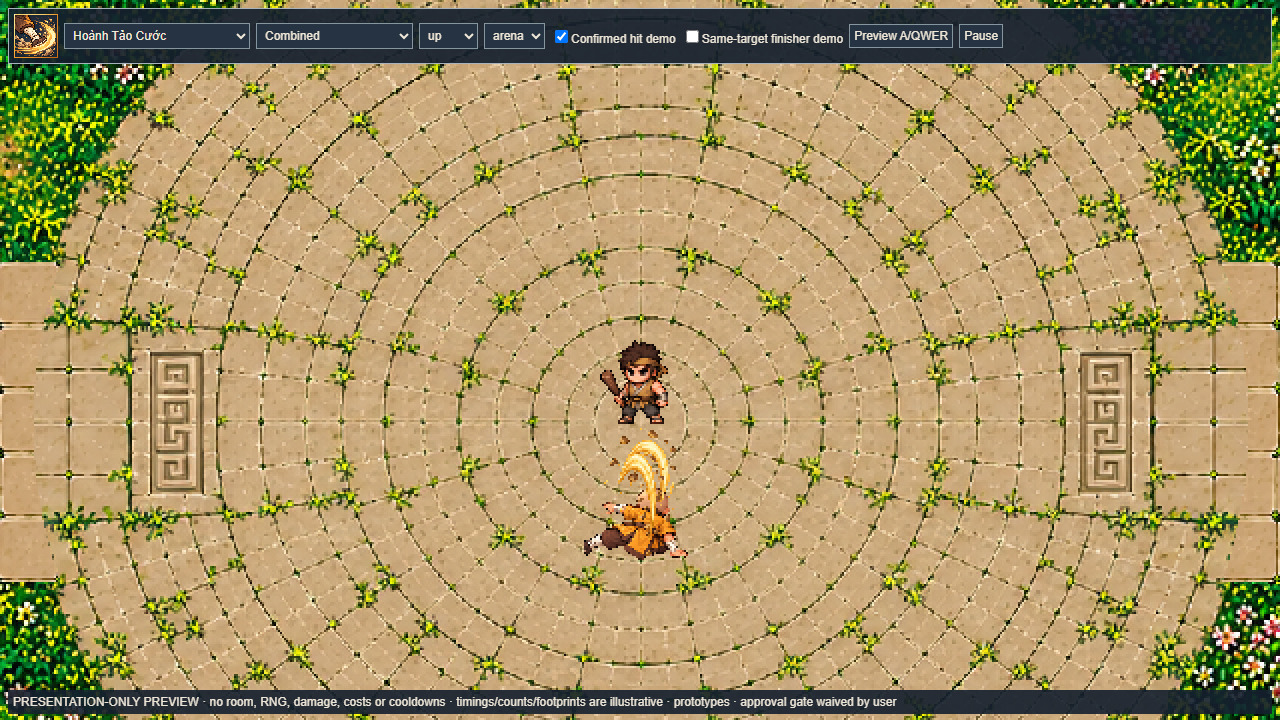 Hoành Tảo Cước Combined up arena Confirmed hit demo Same-target finisher demo Preview A/QWER Pause
PRESENTATION-ONLY PREVIEW · no room, RNG, damage, costs or cooldowns · timings/counts/footprints are illustrative · prototypes · approval gate waived by user